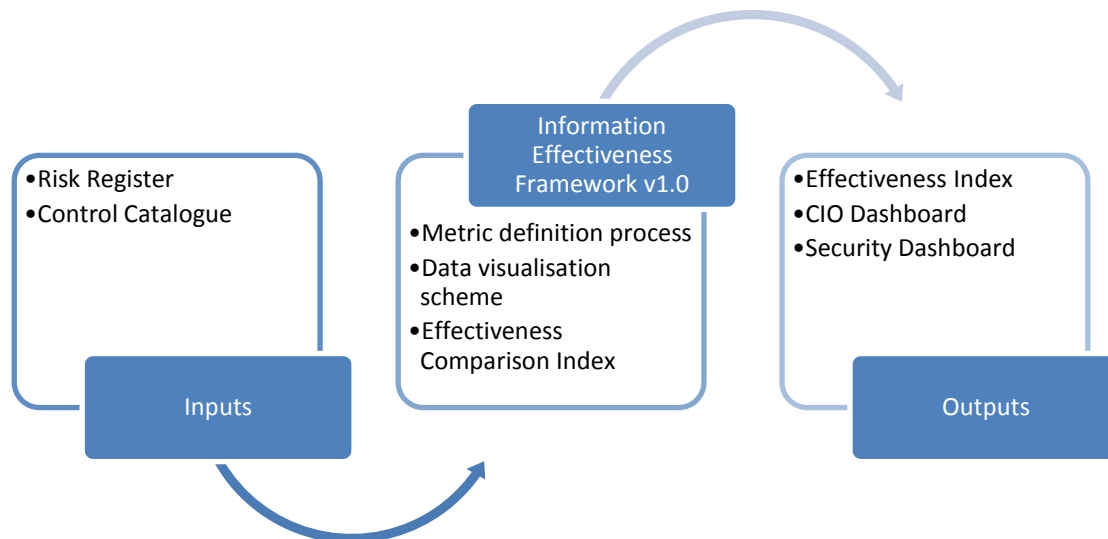 •Risk Register
•Control Catalogue
Inputs
Information
Effectiveness
Framework v1.0
•Metric definition process
•Data visualisation
scheme
•Effectiveness
Comparison Index
•Effectiveness Index
•CIO Dashboard
•Security Dashboard
Outputs